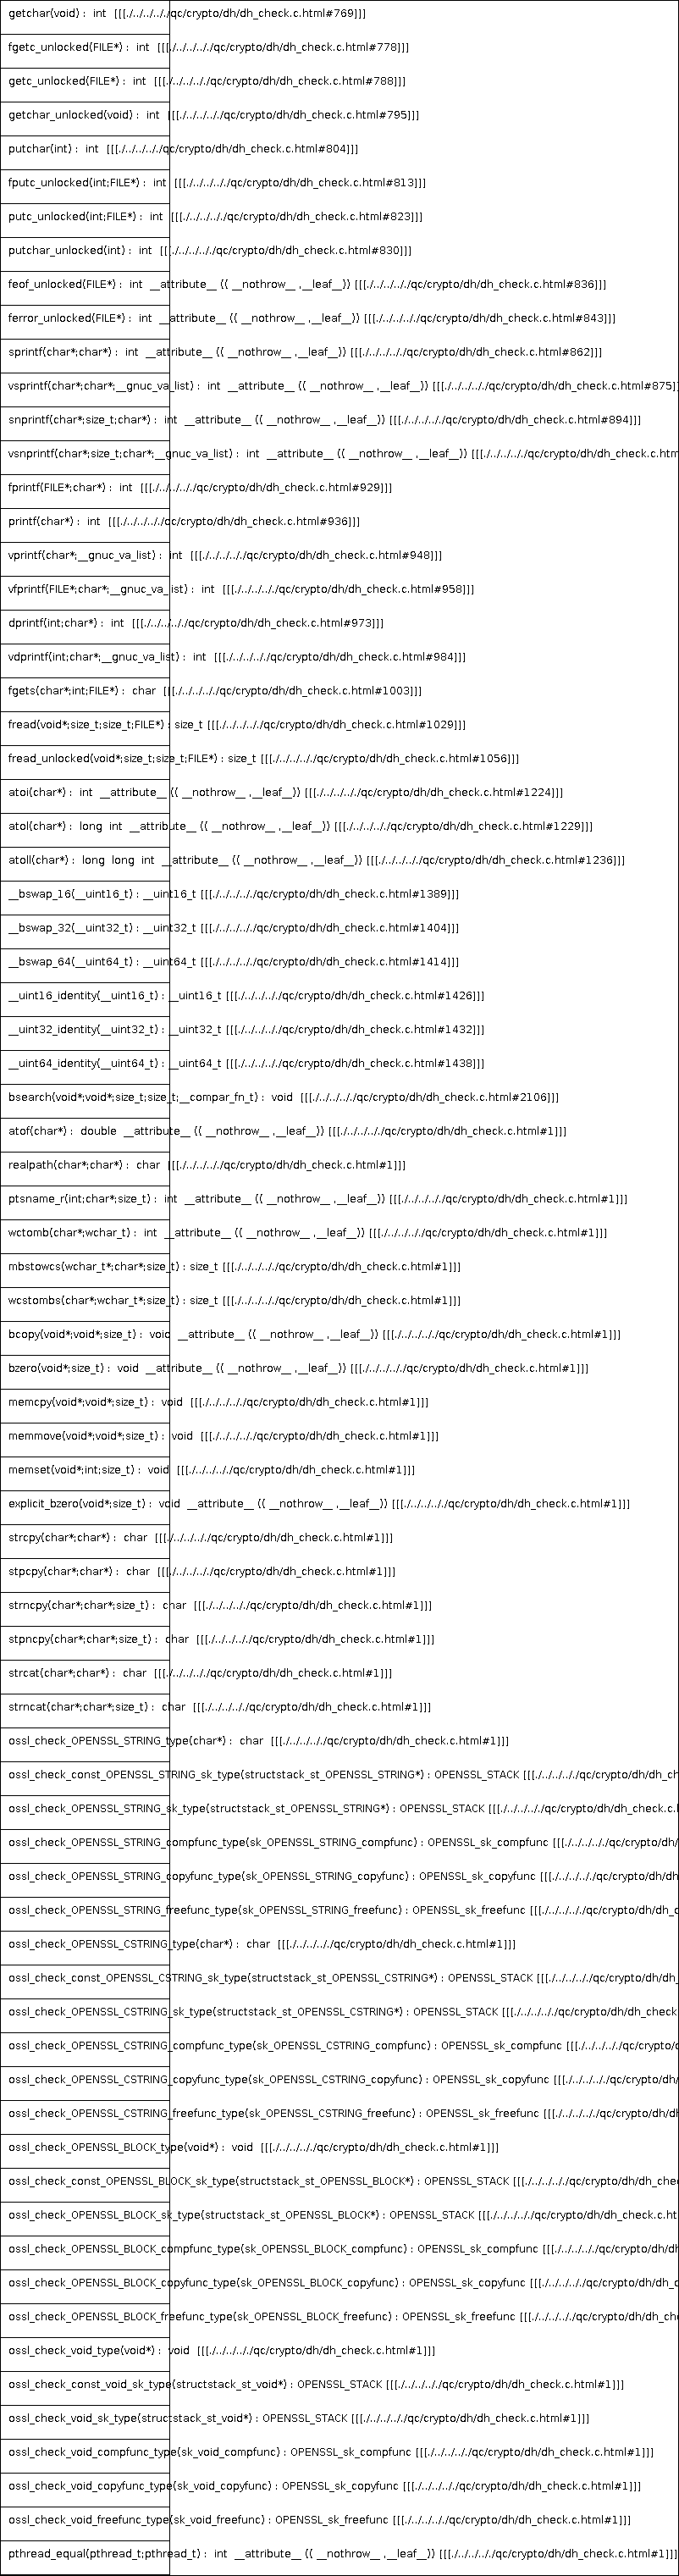 getchar(void) : int [[[./../../../qc/crypto/dh/dh_check.c.html#769]]]
fgetc_unlocked(FILE*) : int [[[./../../../qc/crypto/dh/dh_check.c.html#778]]]
getc_unlocked(FILE*) : int [[[./../../../qc/crypto/dh/dh_check.c.html#788]]]
getchar_unlocked(void) : int [[[./../../../qc/crypto/dh/dh_check.c.html#795]]]
putchar(int) : int [[[./../../../qc/crypto/dh/dh_check.c.html#804]]]
fputc_unlocked(int;FILE*) : int [[[./../../../qc/crypto/dh/dh_check.c.html#813]]]
putc_unlocked(int;FILE*) : int [[[./../../../qc/crypto/dh/dh_check.c.html#823]]]
putchar_unlocked(int) : int [[[./../../../qc/crypto/dh/dh_check.c.html#830]]]
feof_unlocked(FILE*) : int __attribute__ (( __nothrow__ ,__leaf__)) [[[./../../../qc/crypto/dh/dh_check.c.html#836]]]
ferror_unlocked(FILE*) : int __attribute__ (( __nothrow__ ,__leaf__)) [[[./../../../qc/crypto/dh/dh_check.c.html#843]]]
sprintf(char*;char*) : int __attribute__ (( __nothrow__ ,__leaf__)) [[[./../../../qc/crypto/dh/dh_check.c.html#862]]]
vsprintf(char*;char*;__gnuc_va_list) : int __attribute__ (( __nothrow__ ,__leaf__)) [[[./../../../qc/crypto/dh/dh_check.c.html#875]]]
snprintf(char*;size_t;char*) : int __attribute__ (( __nothrow__ ,__leaf__)) [[[./../../../qc/crypto/dh/dh_check.c.html#894]]]
vsnprintf(char*;size_t;char*;__gnuc_va_list) : int __attribute__ (( __nothrow__ ,__leaf__)) [[[./../../../qc/crypto/dh/dh_check.c.htm
fprintf(FILE*;char*) : int [[[./../../../qc/crypto/dh/dh_check.c.html#929]]]
printf(char*) : int [[[./../../../qc/crypto/dh/dh_check.c.html#936]]]
vprintf(char*;__gnuc_va_list) : int [[[./../../../qc/crypto/dh/dh_check.c.html#948]]]
vfprintf(FILE*;char*;__gnuc_va_list) : int [[[./../../../qc/crypto/dh/dh_check.c.html#958]]]
dprintf(int;char*) : int [[[./../../../qc/crypto/dh/dh_check.c.html#973]]]
vdprintf(int;char*;__gnuc_va_list) : int [[[./../../../qc/crypto/dh/dh_check.c.html#984]]]
fgets(char*;int;FILE*) : char [[[./../../../qc/crypto/dh/dh_check.c.html#1003]]]
fread(void*;size_t;size_t;FILE*) : size_t [[[./../../../qc/crypto/dh/dh_check.c.html#1029]]]
fread_unlocked(void*;size_t;size_t;FILE*) : size_t [[[./../../../qc/crypto/dh/dh_check.c.html#1056]]]
atoi(char*) : int __attribute__ (( __nothrow__ ,__leaf__)) [[[./../../../qc/crypto/dh/dh_check.c.html#1224]]]
atol(char*) : long int __attribute__ (( __nothrow__ ,__leaf__)) [[[./../../../qc/crypto/dh/dh_check.c.html#1229]]]
atoll(char*) : long long int __attribute__ (( __nothrow__ ,__leaf__)) [[[./../../../qc/crypto/dh/dh_check.c.html#1236]]]
__bswap_16(__uint16_t) : __uint16_t [[[./../../../qc/crypto/dh/dh_check.c.html#1389]]]
__bswap_32(__uint32_t) : __uint32_t [[[./../../../qc/crypto/dh/dh_check.c.html#1404]]]
__bswap_64(__uint64_t) : __uint64_t [[[./../../../qc/crypto/dh/dh_check.c.html#1414]]]
__uint16_identity(__uint16_t) : __uint16_t [[[./../../../qc/crypto/dh/dh_check.c.html#1426]]]
__uint32_identity(__uint32_t) : __uint32_t [[[./../../../qc/crypto/dh/dh_check.c.html#1432]]]
__uint64_identity(__uint64_t) : __uint64_t [[[./../../../qc/crypto/dh/dh_check.c.html#1438]]]
bsearch(void*;void*;size_t;size_t;__compar_fn_t) : void [[[./../../../qc/crypto/dh/dh_check.c.html#2106]]]
atof(char*) : double __attribute__ (( __nothrow__ ,__leaf__)) [[[./../../../qc/crypto/dh/dh_check.c.html#1]]]
realpath(char*;char*) : char [[[./../../../qc/crypto/dh/dh_check.c.html#1]]]
ptsname_r(int;char*;size_t) : int __attribute__ (( __nothrow__ ,__leaf__)) [[[./../../../qc/crypto/dh/dh_check.c.html#1]]]
wctomb(char*;wchar_t) : int __attribute__ (( __nothrow__ ,__leaf__)) [[[./../../../qc/crypto/dh/dh_check.c.html#1]]]
mbstowcs(wchar_t*;char*;size_t) : size_t [[[./../../../qc/crypto/dh/dh_check.c.html#1]]]
wcstombs(char*;wchar_t*;size_t) : size_t [[[./../../../qc/crypto/dh/dh_check.c.html#1]]]
bcopy(void*;void*;size_t) : void __attribute__ (( __nothrow__ ,__leaf__)) [[[./../../../qc/crypto/dh/dh_check.c.html#1]]]
bzero(void*;size_t) : void __attribute__ (( __nothrow__ ,__leaf__)) [[[./../../../qc/crypto/dh/dh_check.c.html#1]]]
memcpy(void*;void*;size_t) : void [[[./../../../qc/crypto/dh/dh_check.c.html#1]]]
memmove(void*;void*;size_t) : void [[[./../../../qc/crypto/dh/dh_check.c.html#1]]]
memset(void*;int;size_t) : void [[[./../../../qc/crypto/dh/dh_check.c.html#1]]]
explicit_bzero(void*;size_t) : void __attribute__ (( __nothrow__ ,__leaf__)) [[[./../../../qc/crypto/dh/dh_check.c.html#1]]]
strcpy(char*;char*) : char [[[./../../../qc/crypto/dh/dh_check.c.html#1]]]
stpcpy(char*;char*) : char [[[./../../../qc/crypto/dh/dh_check.c.html#1]]]
strncpy(char*;char*;size_t) : char [[[./../../../qc/crypto/dh/dh_check.c.html#1]]]
stpncpy(char*;char*;size_t) : char [[[./../../../qc/crypto/dh/dh_check.c.html#1]]]
strcat(char*;char*) : char [[[./../../../qc/crypto/dh/dh_check.c.html#1]]]
strncat(char*;char*;size_t) : char [[[./../../../qc/crypto/dh/dh_check.c.html#1]]]
ossl_check_OPENSSL_STRING_type(char*) : char [[[./../../../qc/crypto/dh/dh_check.c.html#1]]]
ossl_check_const_OPENSSL_STRING_sk_type(structstack_st_OPENSSL_STRING*) : OPENSSL_STACK [[[./../../../qc/crypto/dh/dh_ch
ossl_check_OPENSSL_STRING_sk_type(structstack_st_OPENSSL_STRING*) : OPENSSL_STACK [[[./../../../qc/crypto/dh/dh_check.c.
ossl_check_OPENSSL_STRING_compfunc_type(sk_OPENSSL_STRING_compfunc) : OPENSSL_sk_compfunc [[[./../../../qc/crypto/dh/
ossl_check_OPENSSL_STRING_copyfunc_type(sk_OPENSSL_STRING_copyfunc) : OPENSSL_sk_copyfunc [[[./../../../qc/crypto/dh/dh
ossl_check_OPENSSL_STRING_freefunc_type(sk_OPENSSL_STRING_freefunc) : OPENSSL_sk_freefunc [[[./../../../qc/crypto/dh/dh_
ossl_check_OPENSSL_CSTRING_type(char*) : char [[[./../../../qc/crypto/dh/dh_check.c.html#1]]]
ossl_check_const_OPENSSL_CSTRING_sk_type(structstack_st_OPENSSL_CSTRING*) : OPENSSL_STACK [[[./../../../qc/crypto/dh/dh_
ossl_check_OPENSSL_CSTRING_sk_type(structstack_st_OPENSSL_CSTRING*) : OPENSSL_STACK [[[./../../../qc/crypto/dh/dh_check
ossl_check_OPENSSL_CSTRING_compfunc_type(sk_OPENSSL_CSTRING_compfunc) : OPENSSL_sk_compfunc [[[./../../../qc/crypto/
ossl_check_OPENSSL_CSTRING_copyfunc_type(sk_OPENSSL_CSTRING_copyfunc) : OPENSSL_sk_copyfunc [[[./../../../qc/crypto/dh/
ossl_check_OPENSSL_CSTRING_freefunc_type(sk_OPENSSL_CSTRING_freefunc) : OPENSSL_sk_freefunc [[[./../../../qc/crypto/dh/dh
ossl_check_OPENSSL_BLOCK_type(void*) : void [[[./../../../qc/crypto/dh/dh_check.c.html#1]]]
ossl_check_const_OPENSSL_BLOCK_sk_type(structstack_st_OPENSSL_BLOCK*) : OPENSSL_STACK [[[./../../../qc/crypto/dh/dh_che
ossl_check_OPENSSL_BLOCK_sk_type(structstack_st_OPENSSL_BLOCK*) : OPENSSL_STACK [[[./../../../qc/crypto/dh/dh_check.c.ht
ossl_check_OPENSSL_BLOCK_compfunc_type(sk_OPENSSL_BLOCK_compfunc) : OPENSSL_sk_compfunc [[[./../../../qc/crypto/dh/dh
ossl_check_OPENSSL_BLOCK_copyfunc_type(sk_OPENSSL_BLOCK_copyfunc) : OPENSSL_sk_copyfunc [[[./../../../qc/crypto/dh/dh_
ossl_check_OPENSSL_BLOCK_freefunc_type(sk_OPENSSL_BLOCK_freefunc) : OPENSSL_sk_freefunc [[[./../../../qc/crypto/dh/dh_che
ossl_check_void_type(void*) : void [[[./../../../qc/crypto/dh/dh_check.c.html#1]]]
ossl_check_const_void_sk_type(structstack_st_void*) : OPENSSL_STACK [[[./../../../qc/crypto/dh/dh_check.c.html#1]]]
ossl_check_void_sk_type(structstack_st_void*) : OPENSSL_STACK [[[./../../../qc/crypto/dh/dh_check.c.html#1]]]
ossl_check_void_compfunc_type(sk_void_compfunc) : OPENSSL_sk_compfunc [[[./../../../qc/crypto/dh/dh_check.c.html#1]]]
ossl_check_void_copyfunc_type(sk_void_copyfunc) : OPENSSL_sk_copyfunc [[[./../../../qc/crypto/dh/dh_check.c.html#1]]]
ossl_check_void_freefunc_type(sk_void_freefunc) : OPENSSL_sk_freefunc [[[./../../../qc/crypto/dh/dh_check.c.html#1]]]
pthread_equal(pthread_t;pthread_t) : int __attribute__ (( __nothrow__ ,__leaf__)) [[[./../../../qc/crypto/dh/dh_check.c.html#1]]]